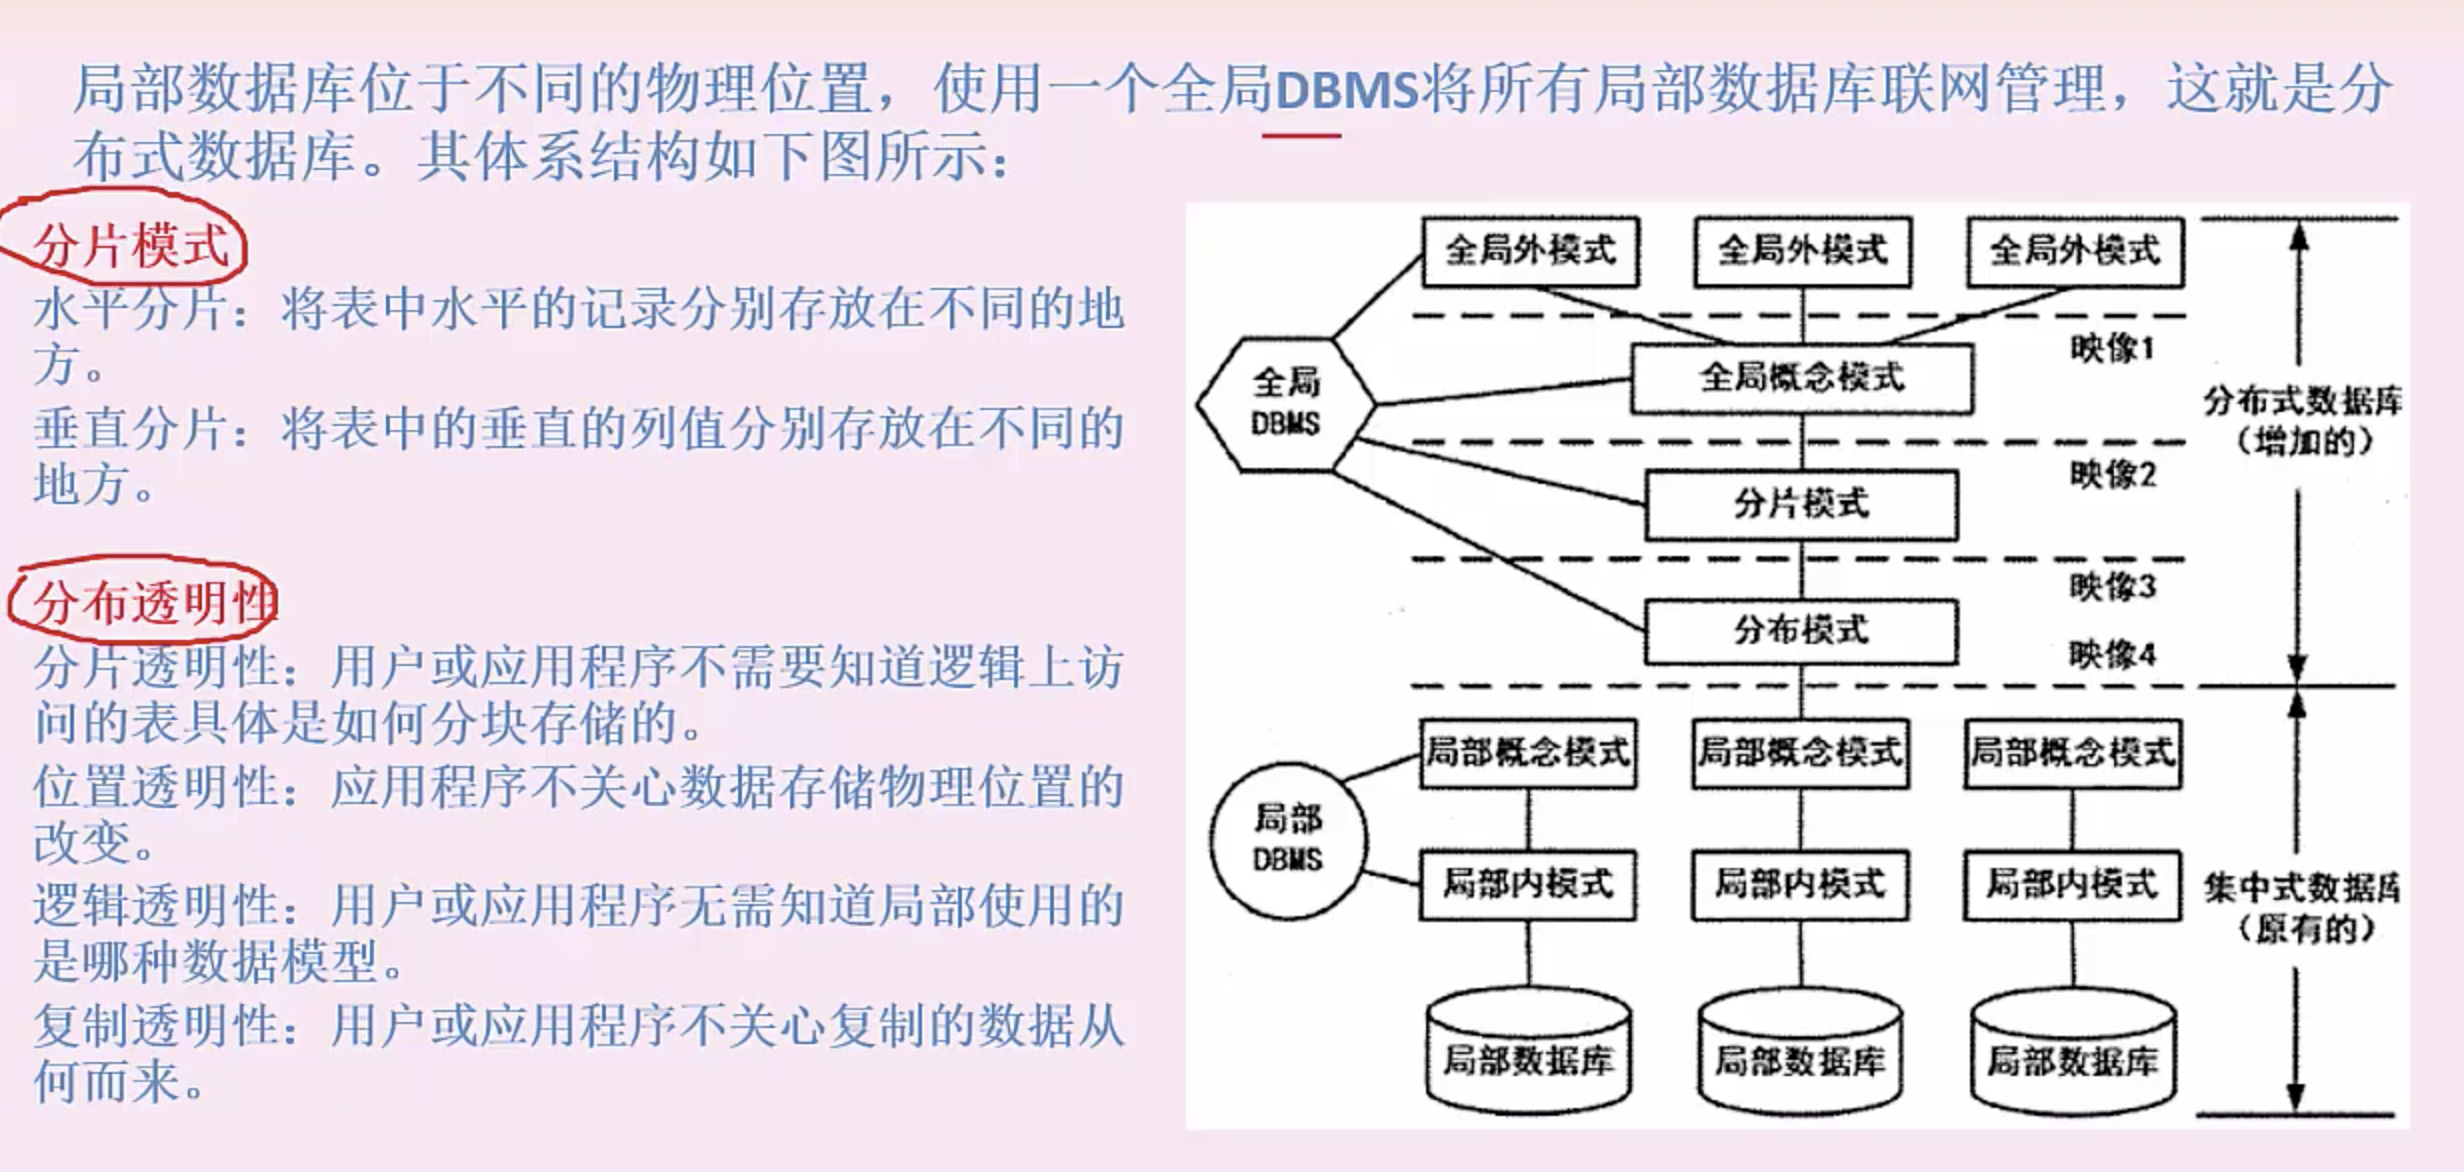 局部数据库位于不同的物理位置，使用一个全局DBMS将所有局部数据库联网管理，这就是分
布式数据库。其体系结构如下图所示：
分片模式
水平分片：将表中水平的记录分别存放在不同的地
方。
垂直分片：将表中的垂直的列值分别存放在不同的
地方。
分布透明性
分片透明性：用户或应用程序不需要知道逻辑上访
问的表具体是如何分块存储的。
位置透明性：应用程序不关心数据存储物理位置的
改变。
逻辑透明性：用户或应用程序无需知道局部使用的
是哪种数据模型。
复制透明性：用户或应用程序不关心复制的数据从
何而来。
全局外模式 全局外模式 全局外模式
映像1
全局
DBMS
全局概念模式
分布式数据库
（增加的）
映像2
分片模式
映像3
分布模式
映像4
局部概念模式 局部概念模式 局部概念模式
局部
DBMS
局部内模式 局部内模式 局部内模式
集中式数据库
（原有的）
局部数据库 局部数据库 局部数据库